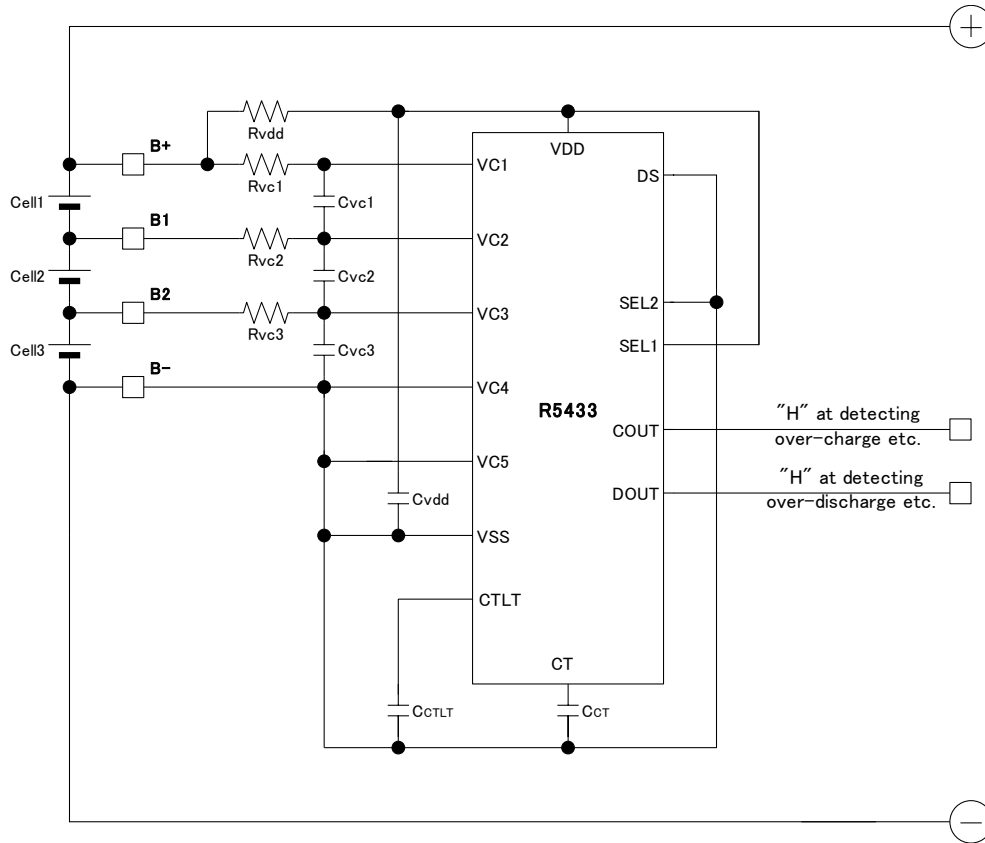 +
Rvdd
VDD
B+
Rvc1
VC1
DS
Cell1
Cvc1
B1
Rvc2
VC2
Cell2
Cvc2
B2
Rvc3
VC3
SEL2
SEL1
Cell3
Cvc3
B-
VC4
R5433
"H" at detecting
over-charge etc.
COUT
VC5
"H" at detecting
over-discharge etc.
DOUT
Cvdd
VSS
CTLT
CT
CCTLT
CCT
−